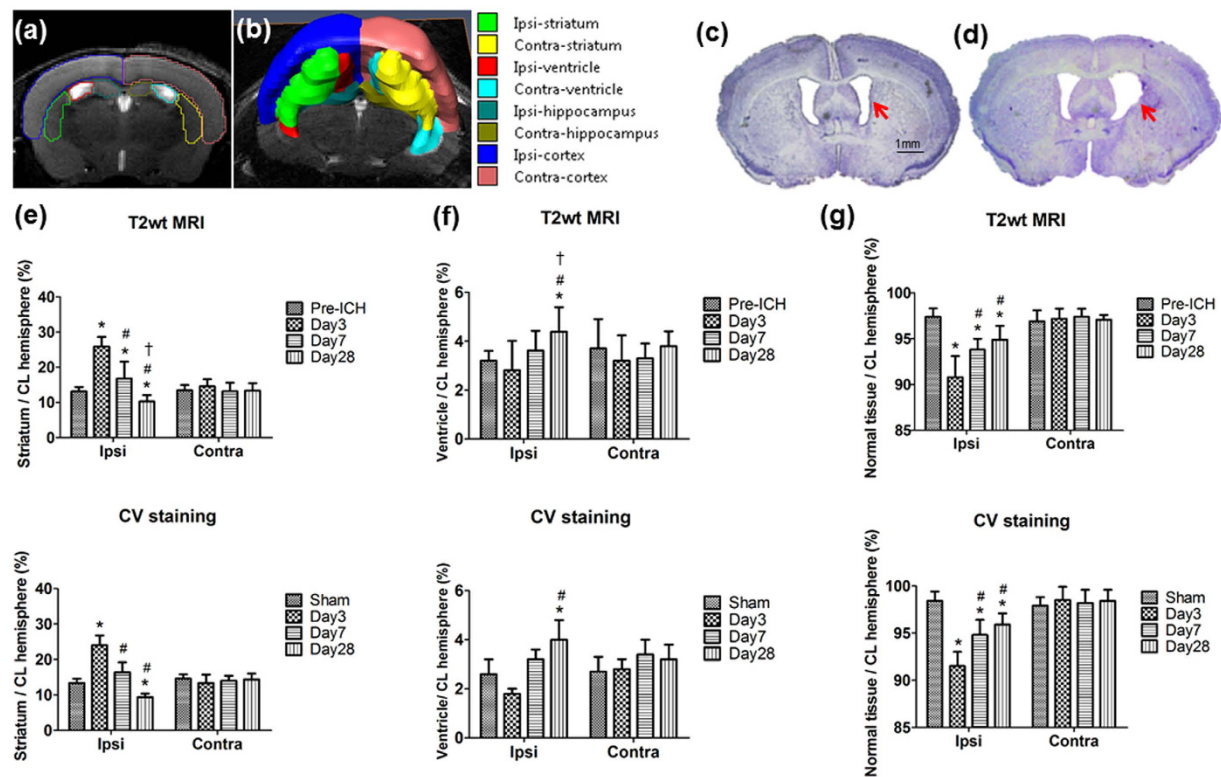 (a)
(b)
Ipsi-striatum
Contra-striatum
Ipsi-ventricle
Contra-ventricle
Ipsi-hippocampus
Contra-hippocampus
Ipsi-cortex
Contra-cortex
(c)
1mm
(d)
(e)
T2wt MRI
Striatum / CL hemisphere (%)
40
30
20
10
0
*
#
*
†
#
*
Ipsi
Contra
Pre-ICH
Day3
Day7
Day28
CV staining
Striatum / CL hemisphere (%)
40
30
20
10
0
*
#
#
*
Ipsi
Contra
Sham
Day3
Day7
Day28
(f)
T2wt MRI
Ventricle / CL hemisphere (%)
6
4
2
0
†
#
*
Ipsi
Contra
Pre-ICH
Day3
Day7
Day28
CV staining
Ventricle/ CL hemisphere (%)
6
4
2
0
#
*
Ipsi
Contra
Sham
Day3
Day7
Day28
(g)
T2wt MRI
Normal tissue / CL hemisphere (%)
100
95
90
85
*
#
*
#
*
Ipsi
Contra
Pre-ICH
Day3
Day7
Day28
CV staining
Normal tissue / CL hemisphere (%)
100
95
90
85
*
#
*
#
*
Ipsi
Contra
Sham
Day3
Day7
Day28